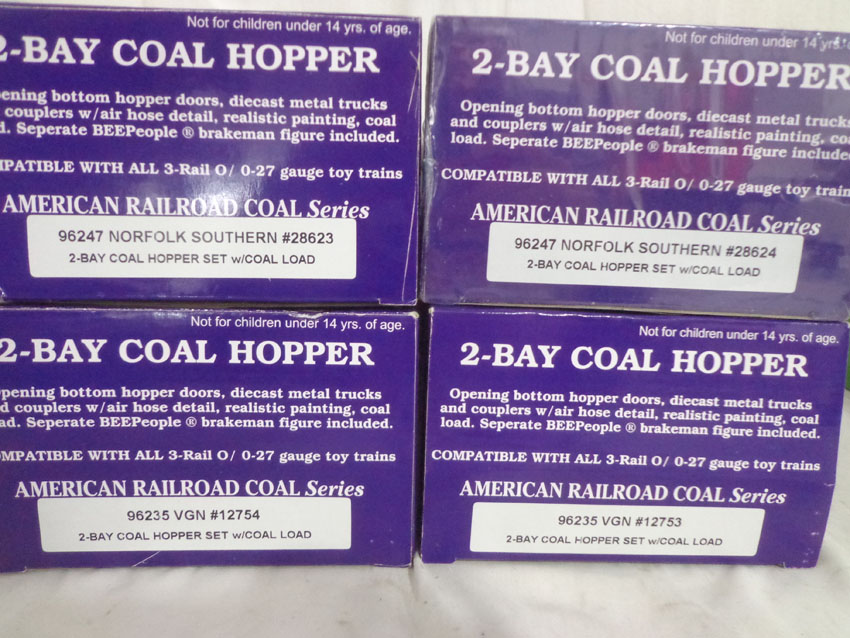 Not for children under 14 yrs. of age.
2-BAY COAL HOPPER
ening bottom hopper doors, diecast metal trucks
couplers w/air hose detail, realistic painting, coal
d. Seperate BEEPeople ® brakeman figure included.
IPATIBLE WITH ALL 3-Rail O/ 0-27 gauge toy trains
AMERICAN RAILROAD COAL Series
96247 NORFOLK SOUTHERN #28623
2-BAY COAL HOPPER SET w/COAL LOAD
Not for children under 14 yrs.
2-BAY COAL HOPPER
Opening bottom hopper doors, diecast metal trucks
and couplers w/air hose detail, realistic painting, co
load. Seperate BEEPeople ® brakeman figure include
COMPATIBLE WITH ALL 3-Rail O/ 0-27 gauge toy train
AMERICAN RAILROAD COAL Series
96247 NORFOLK SOUTHERN #28624
2-BAY COAL HOPPER SET w/COAL LOAD
Not for children under 14 yrs. of age.
2-BAY COAL HOPPER
pening bottom hopper doors, diecast metal trucks
d couplers w/air hose detail, realistic painting, coal
ad. Seperate BEEPeople ® brakeman figure included.
MPATIBLE WITH ALL 3-Rail O/ 0-27 gauge toy trains
AMERICAN RAILROAD COAL Series
96235 VGN #12754
2-BAY COAL HOPPER SET w/COAL LOAD
Not for children under 14 yrs. of age.
2-BAY COAL HOPPER
Opening bottom hopper doors, diecast metal trucks
and couplers w/air hose detail, realistic painting, coal
load. Seperate BEEPeople ® brakeman figure included.
COMPATIBLE WITH ALL 3-Rail O/ 0-27 gauge toy trains
AMERICAN RAILROAD COAL Series
96235 VGN #12753
2-BAY COAL HOPPER SET w/COAL LOAD